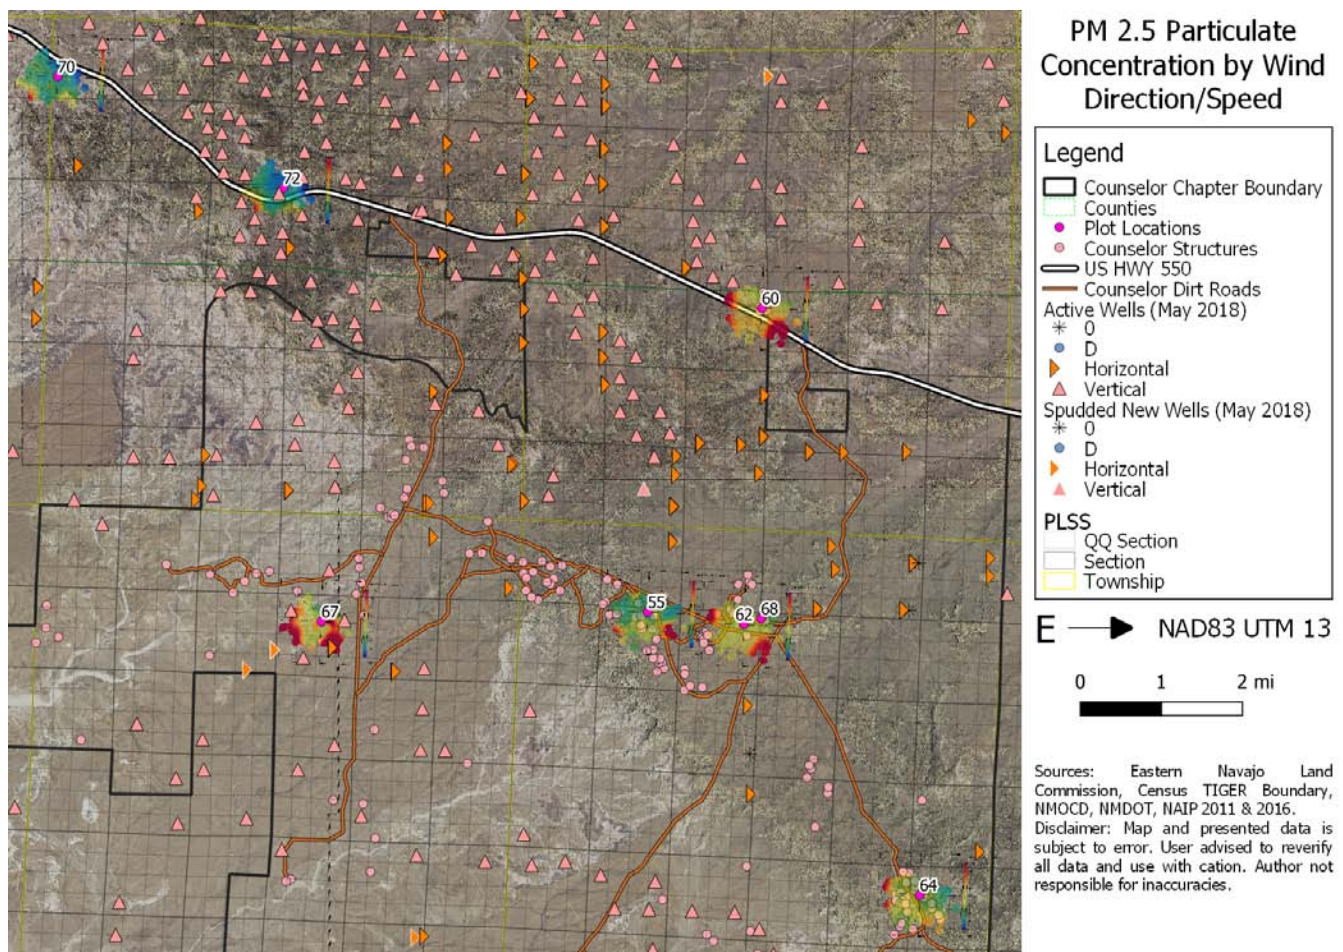 PM 2.5 Particulate
Concentration by Wind
Direction/Speed
Legend
Counselor Chapter Boundary
Counties
Plot Locations
Counselor Structures
US HWY 550
Counselor Dirt Roads
Active Wells (May 2018)
0
D
Horizontal
Vertical
Spudded New Wells (May 2018)
0
D
Horizontal
Vertical
PLSS
QQ Section
Section
Township
E NAD83 UTM 13
0 1 2 mi
Sources: Eastern Navajo Land
Commission, Census TIGER Boundary,
NMOCD, NMDOT, NAIP 2011 & 2016.
Disclaimer: Map and presented data is
subject to error. User advised to reverify
all data and use with cation. Author not
responsible for inaccuracies.
70
72
60
67
55
62
68
64